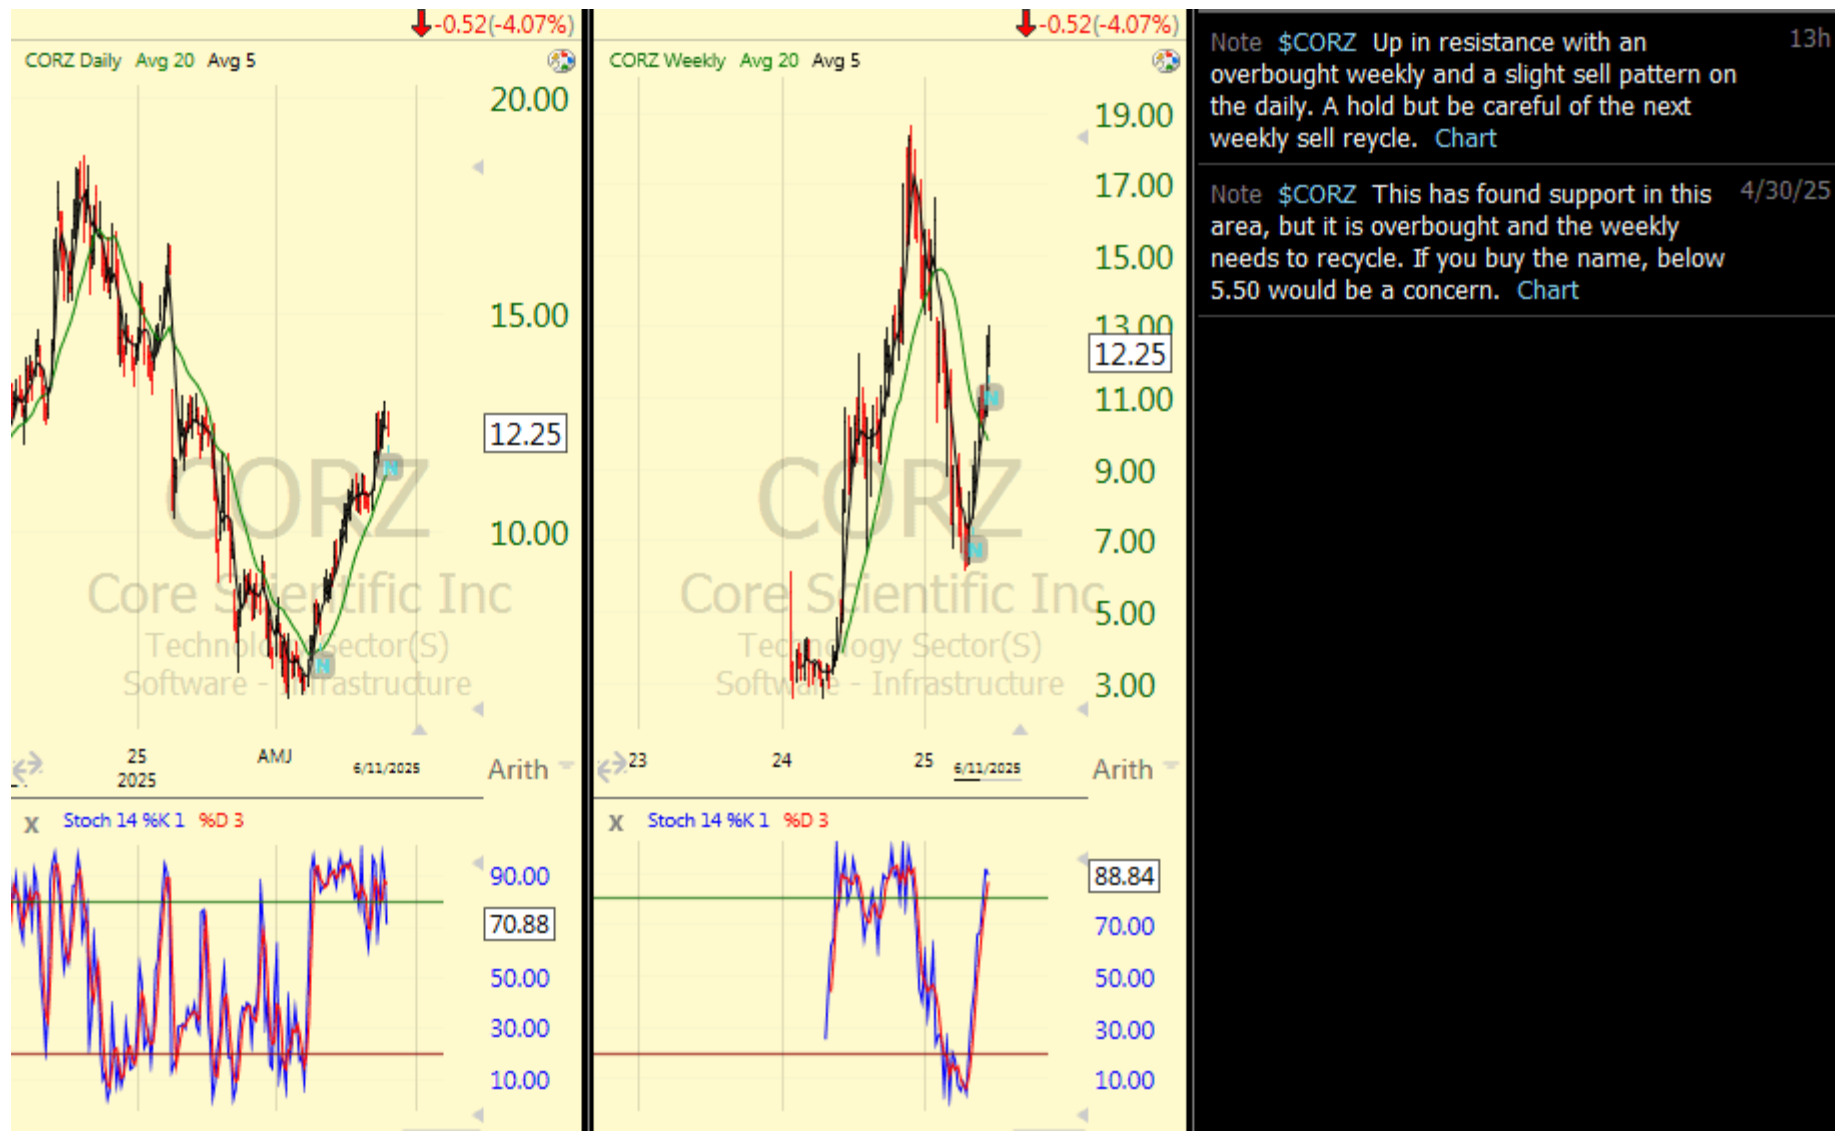 -0.52(-4.07%)
CORZ Daily Avg 20 Avg 5
20.00
15.00
12.25
10.00
CORZ
Core Scientific Inc
Technology Sector(S)
Software - Infrastructure
N
N
25
2025
AMJ
6/11/2025
Arith
X Stoch 14 %K 1 %D 3
90.00
70.88
50.00
30.00
10.00
-0.52(-4.07%)
CORZ Weekly Avg 20 Avg 5
19.00
17.00
15.00
13.00
12.25
11.00
9.00
7.00
5.00
3.00
CORZ
Core Scientific Inc
Technology Sector(S)
Software - Infrastructure
N
N
23
24
25
6/11/2025
Arith
X Stoch 14 %K 1 %D 3
88.84
70.00
50.00
30.00
10.00
Note $CORZ Up in resistance with an 13h
overbought weekly and a slight sell pattern on
the daily. A hold but be careful of the next
weekly sell reycle. Chart
Note $CORZ This has found support in this 4/30/25
area, but it is overbought and the weekly
needs to recycle. If you buy the name, below
5.50 would be a concern. Chart